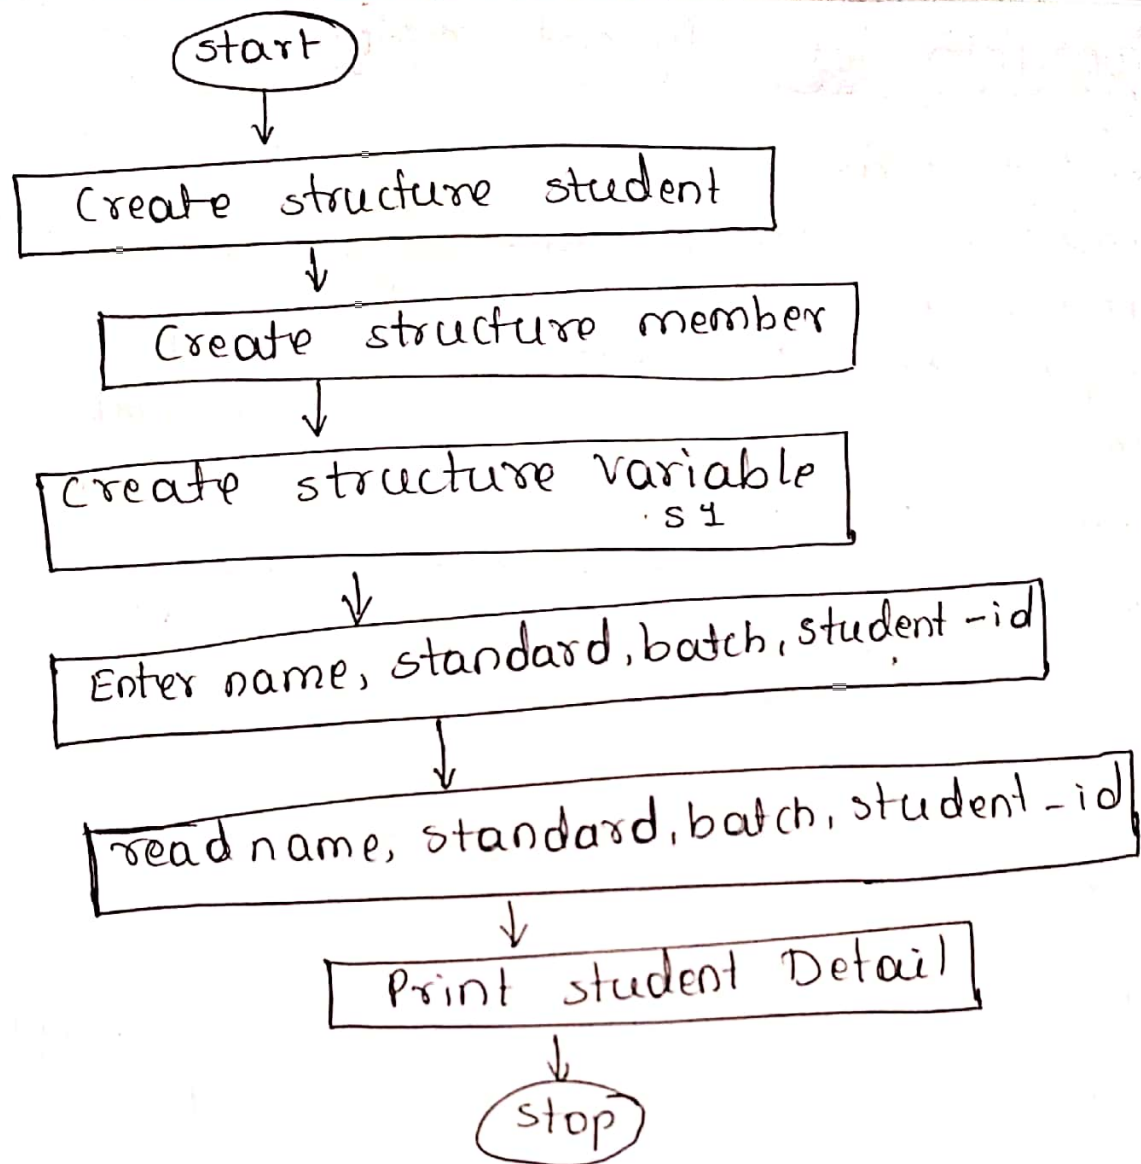 start
Create structure student
Create structure member
Create structure variable
s1
Enter name, standard, batch, student-id
read name, standard, batch, student-id
Print student Detail
stop